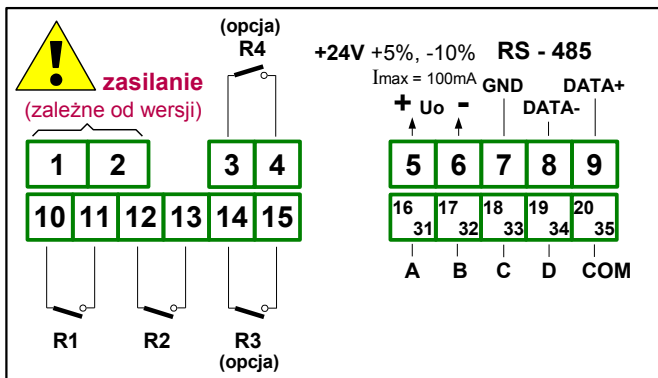 (opcja)
R4
zasilanie
(zależne od wersji)
+24V +5%, -10% RS - 485
Imax = 100mA
+ Uo - GND DATA- DATA+
1 2 3 4 5 6 7 8 9
10 11 12 13 14 15
16 17 18 19 20
31 32 33 34 35
A B C D COM
R1 R2 R3
(opcja)